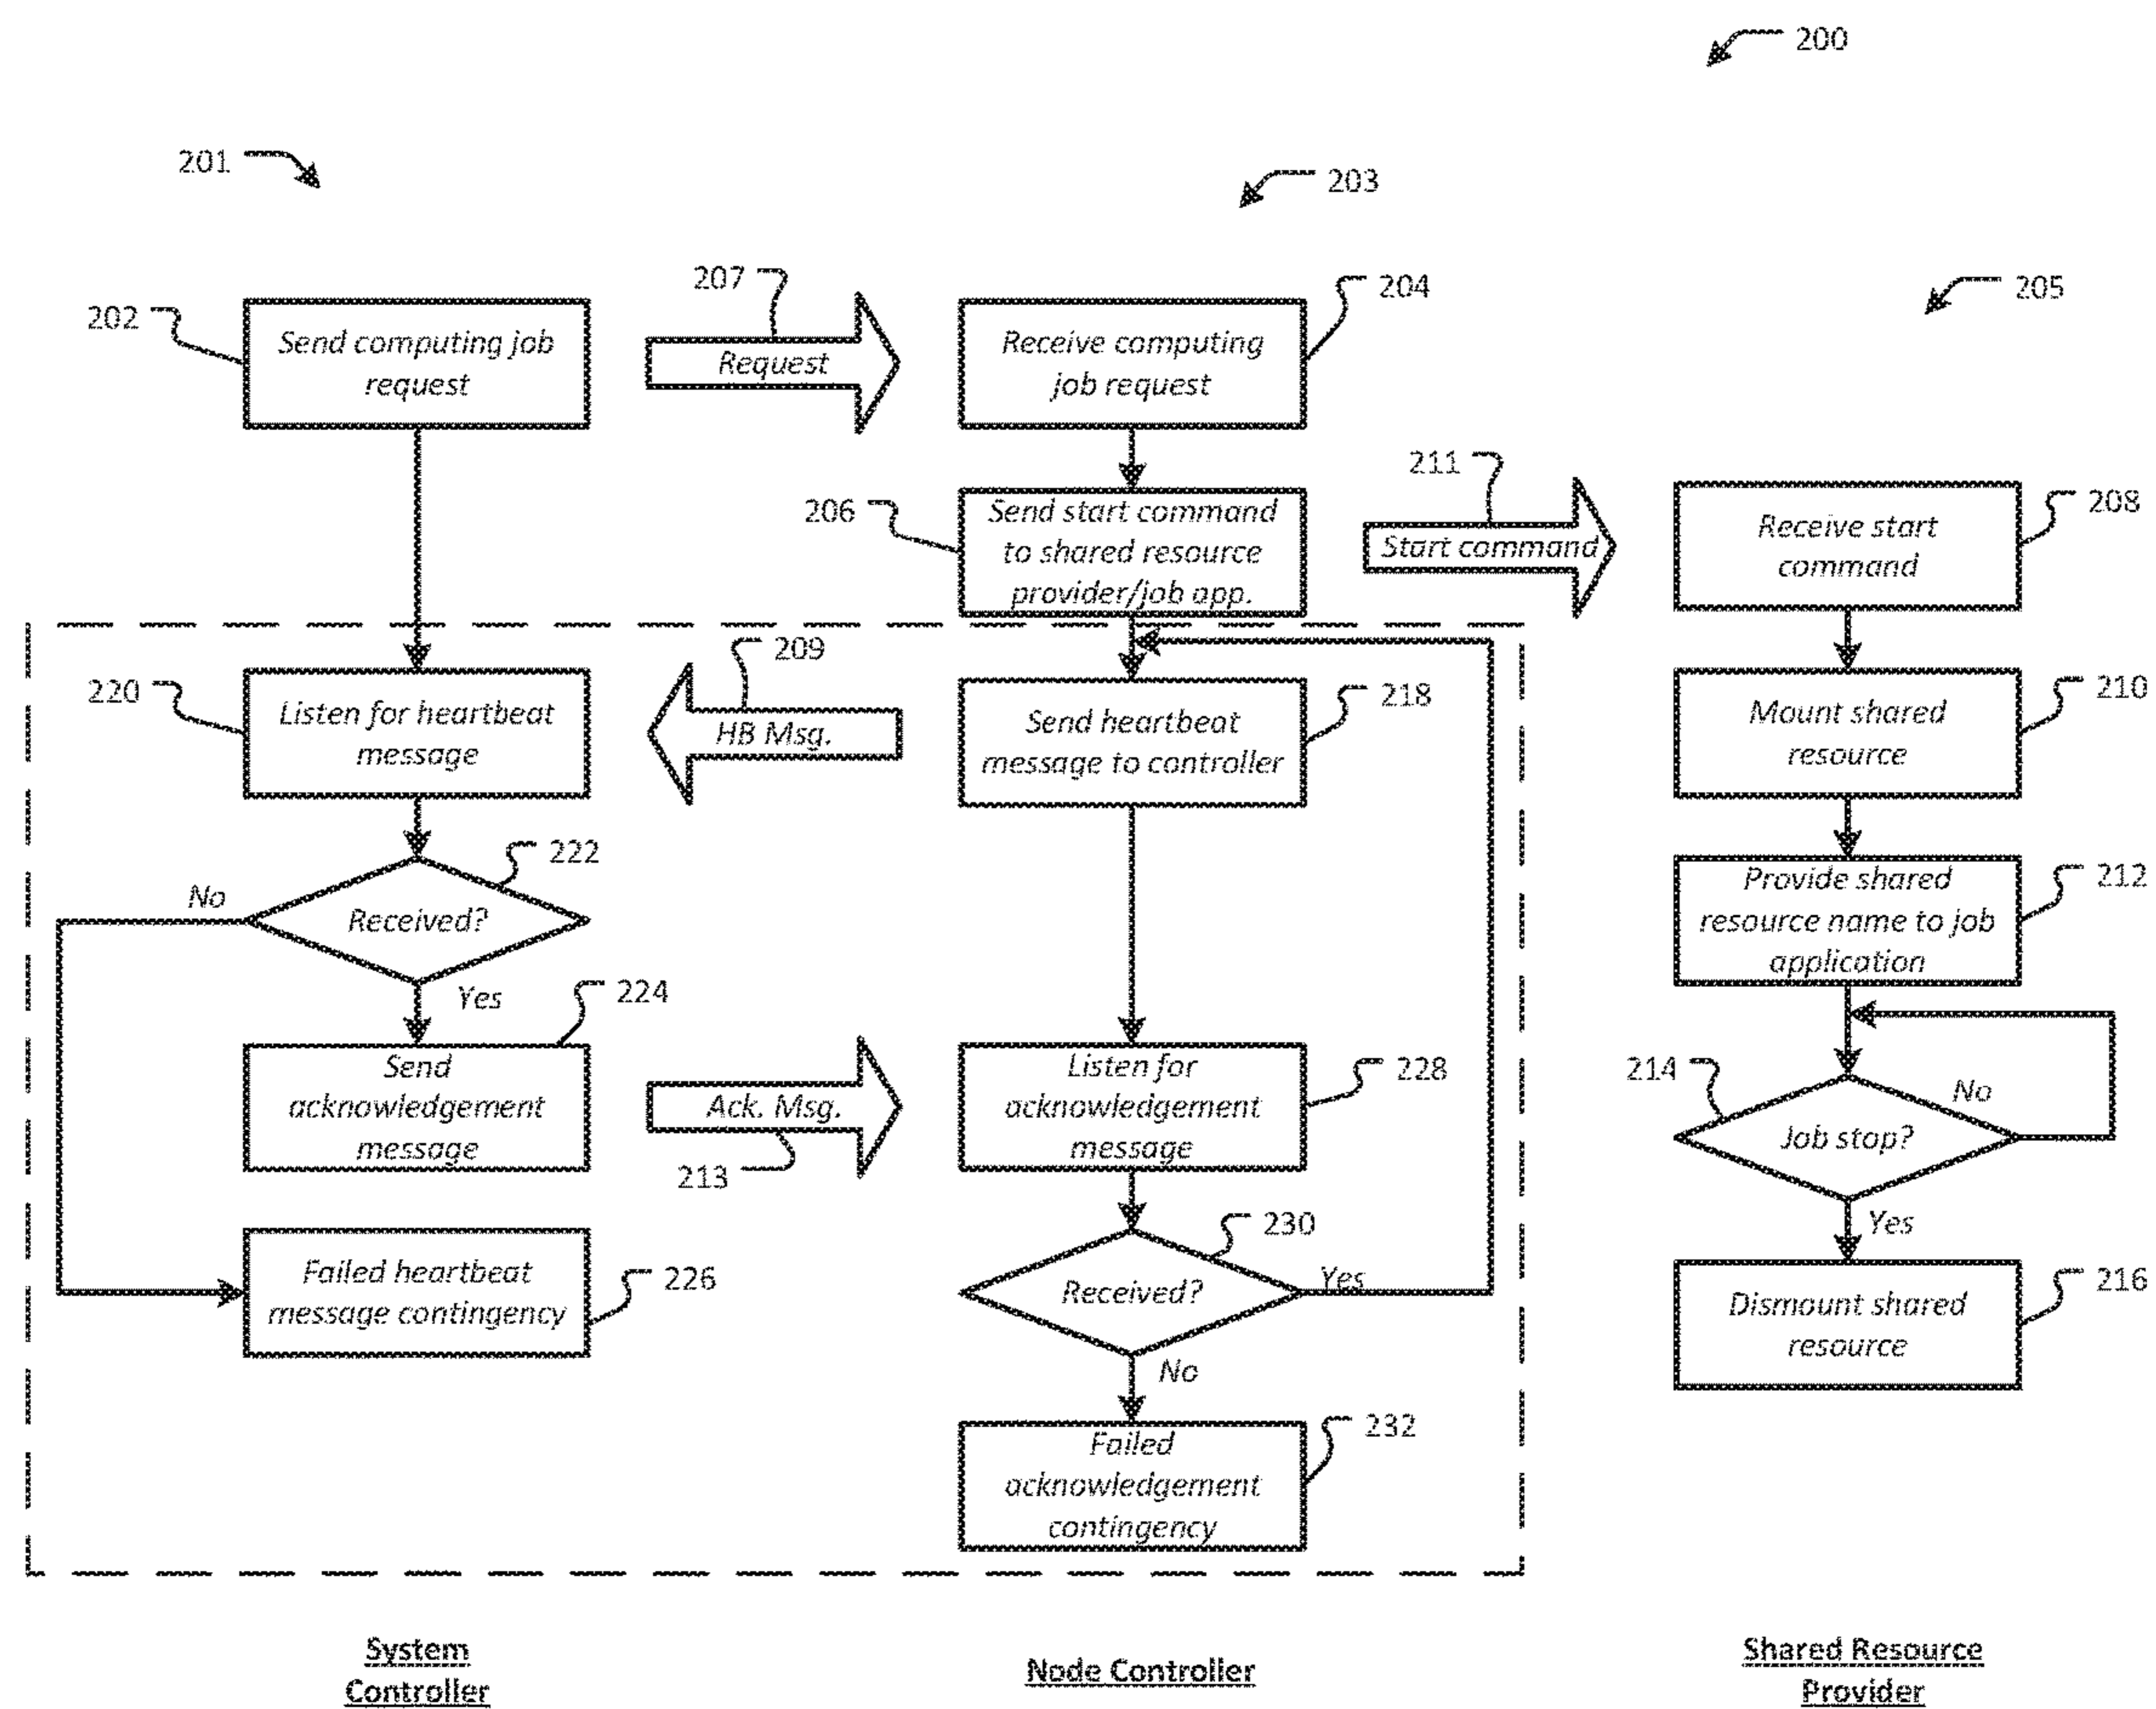 200
201
203
205
207
202
Send computing job
request
Request
Receive computing
job request
204
206
Send start command
to shared resource
provider/job app.
211
Start command
Receive start
command
208
220
Listen for heartbeat
message
209
HB Msg.
Send heartbeat
message to controller
218
Mount shared
resource
210
222
No
Received?
Yes
Provide shared
resource name to job
application
212
224
Send
acknowledgement
message
Ack. Msg.
213
Listen for
acknowledgement
message
228
214
No
Job stop?
Yes
Failed heartbeat
message contingency
226
230
Received?
Yes
No
Dismount shared
resource
216
Failed
acknowledgement
contingency
232
System
Controller
Node Controller
Shared Resource
Provider